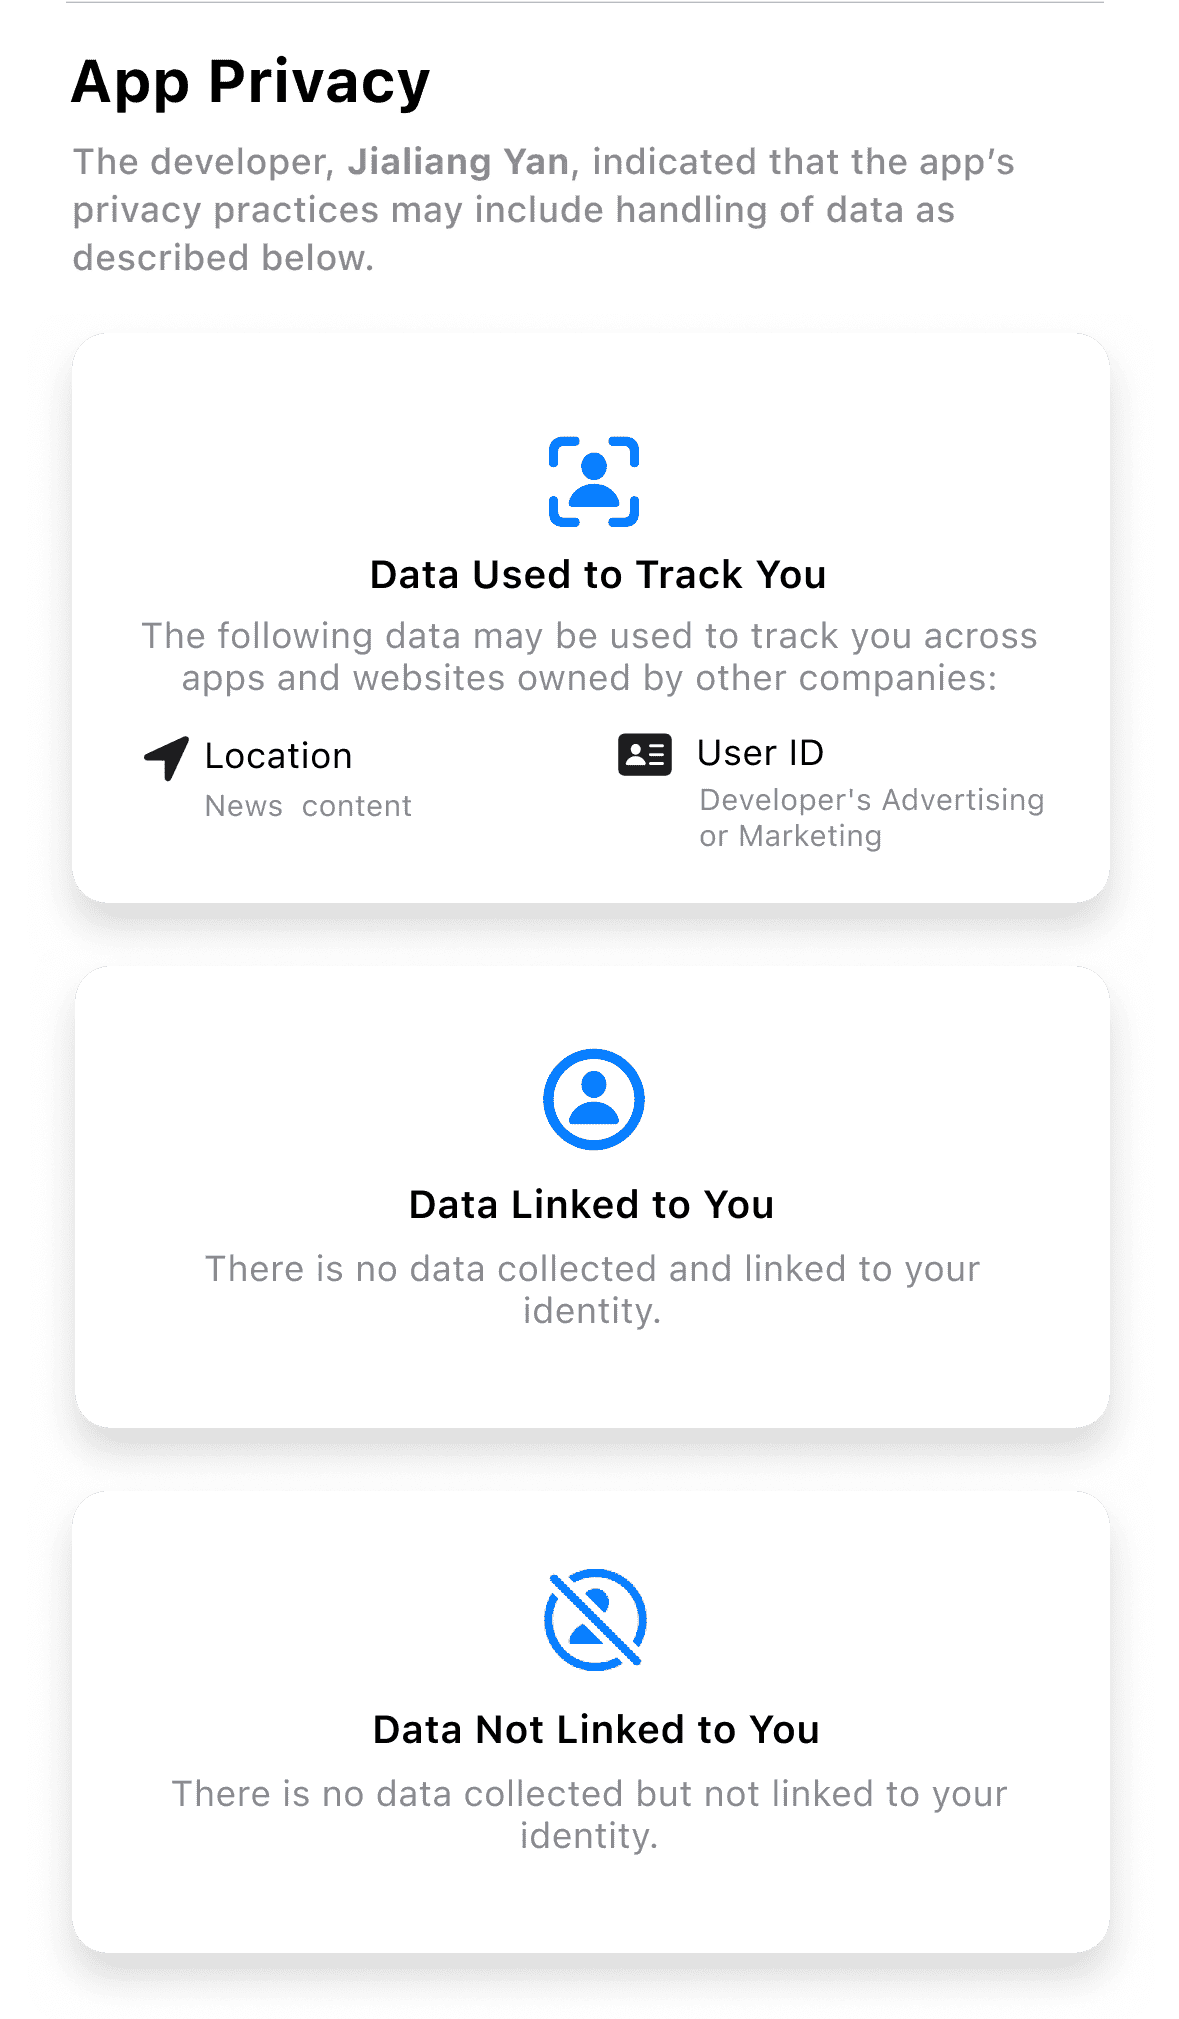 App Privacy
The developer, Jialiang Yan, indicated that the app’s
privacy practices may include handling of data as
described below.
Data Used to Track You
The following data may be used to track you across
apps and websites owned by other companies:
Location
News content
User ID
Developer's Advertising
or Marketing
Data Linked to You
There is no data collected and linked to your
identity.
Data Not Linked to You
There is no data collected but not linked to your
identity.